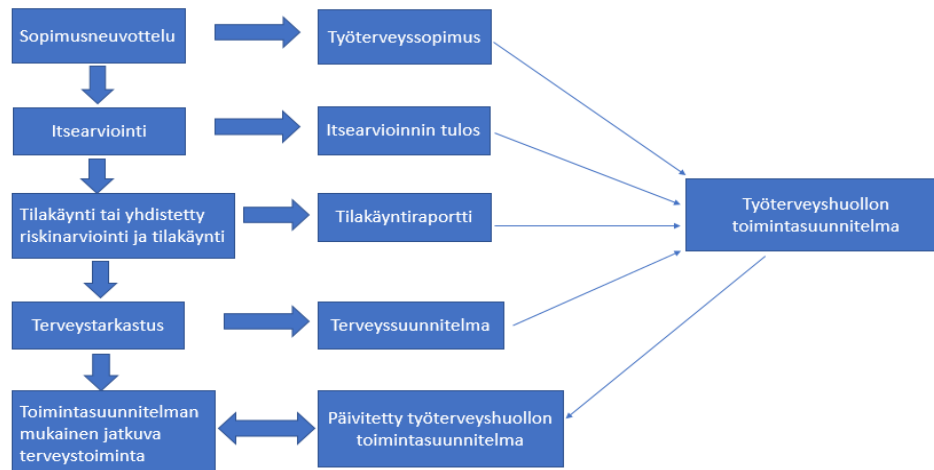 Sopimusneuvottelu
Työterveyssopimus
Itsearviointi
Itsearvioinnin tulos
Tilakäynti tai yhdistetty
riskinarviointi ja tilakäynti
Tilakäyntiraportti
Työterveyshuollon
toimintasuunnitelma
Terveystarkastus
Terveyssuunnitelma
Toimintasuunnitelman
mukainen jatkuva
terveystoiminta
Päivitetty työterveyshuollon
toimintasuunnitelma